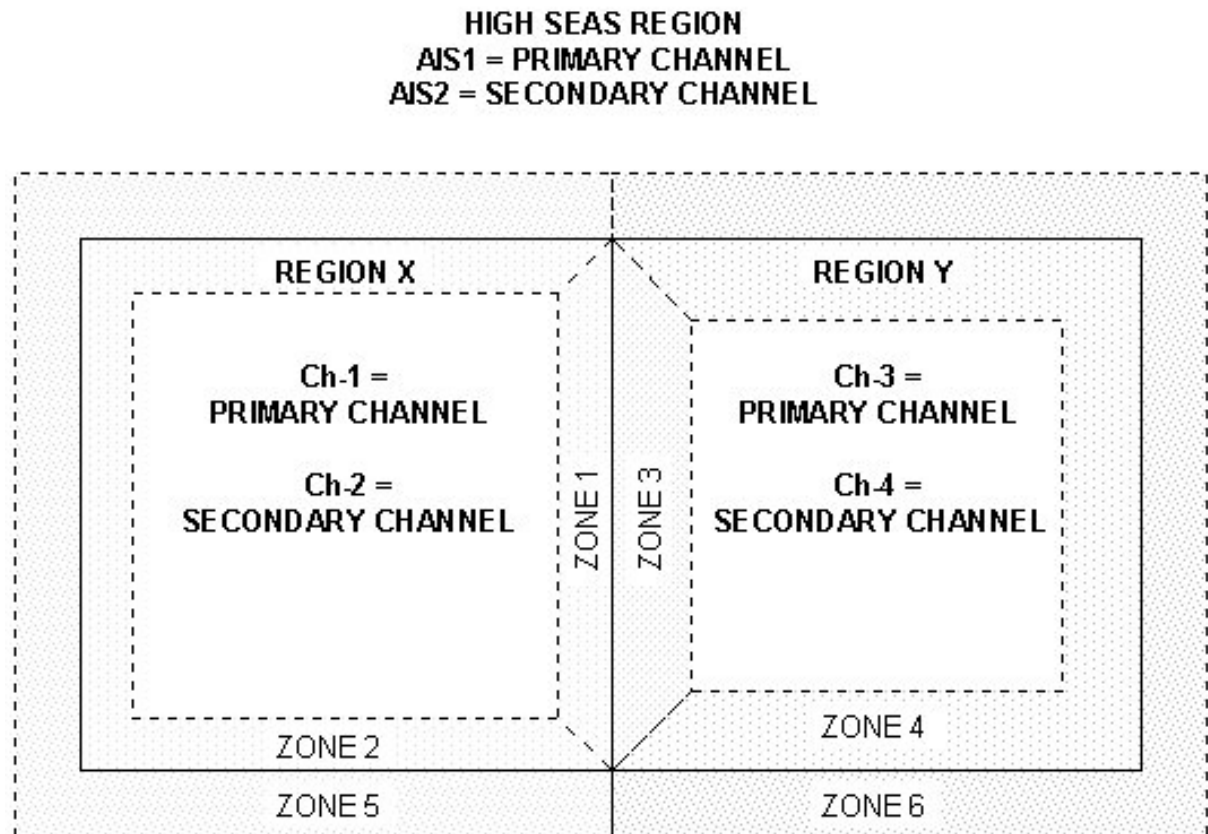 HIGH SEAS REGION
AIS1 = PRIMARY CHANNEL
AIS2 = SECONDARY CHANNEL
REGION X
REGION Y
Ch-1 =
PRIMARY CHANNEL
Ch-2 =
SECONDARY CHANNEL
ZONE 1
ZONE 3
Ch-3 =
PRIMARY CHANNEL
Ch-4 =
SECONDARY CHANNEL
ZONE 2
ZONE 4
ZONE 5
ZONE 6